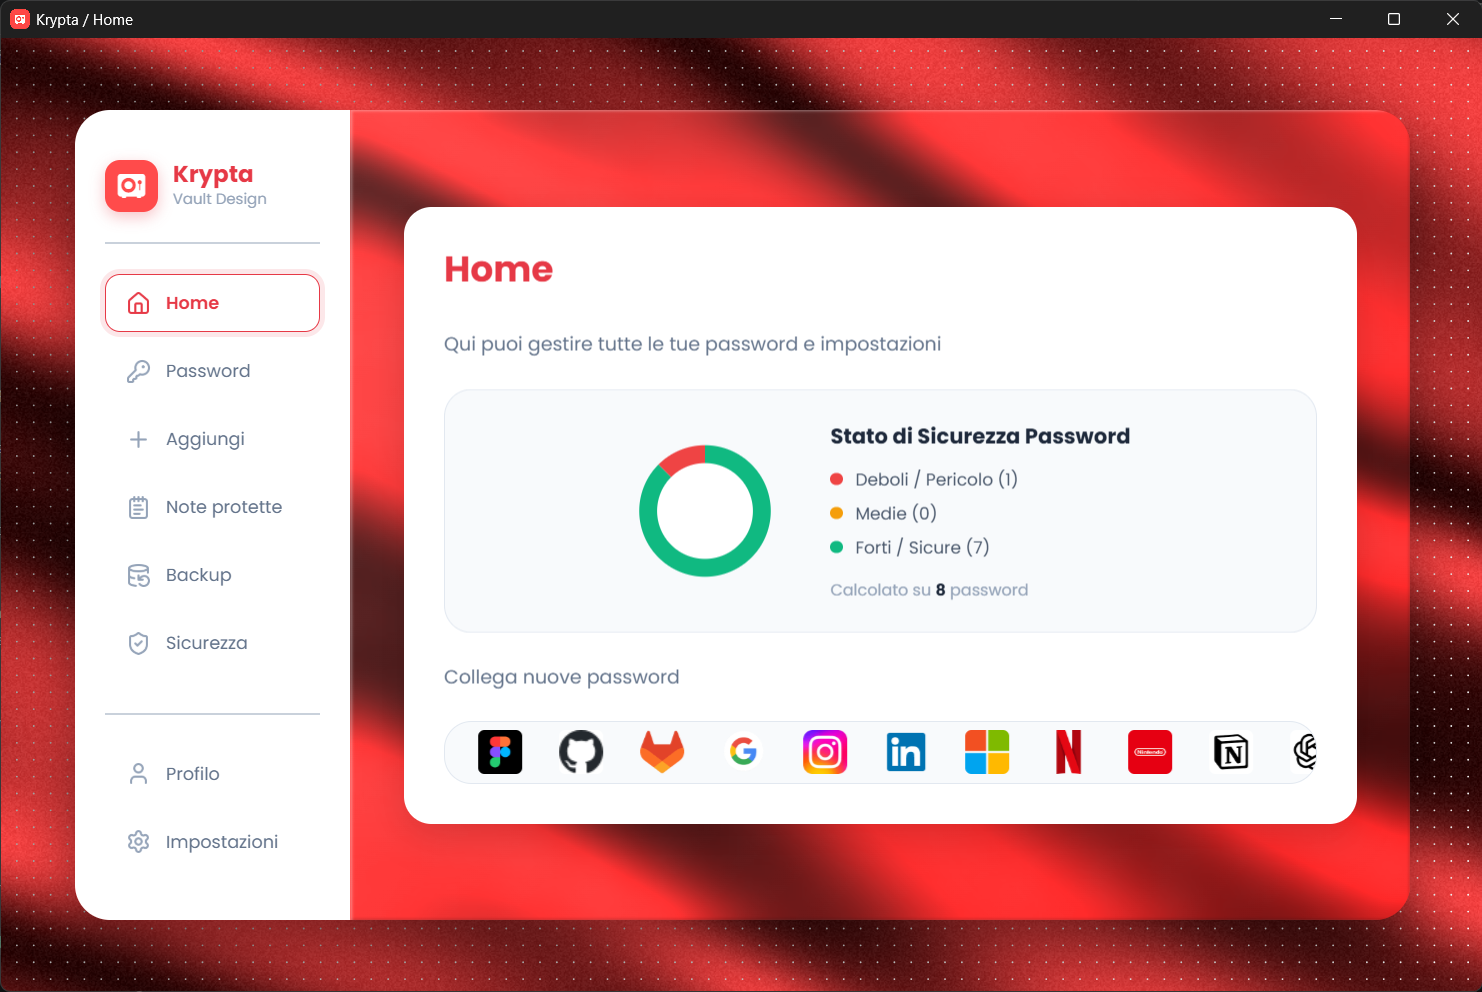 Krypta / Home
Krypta
Vault Design
Home
Password
Aggiungi
Note protette
Backup
Sicurezza
Profilo
Impostazioni
Home
Qui puoi gestire tutte le tue password e impostazioni
Stato di Sicurezza Password
Deboli / Pericolo (1)
Medie (0)
Forti / Sicure (7)
Calcolato su 8 password
Collega nuove password
Nintendo